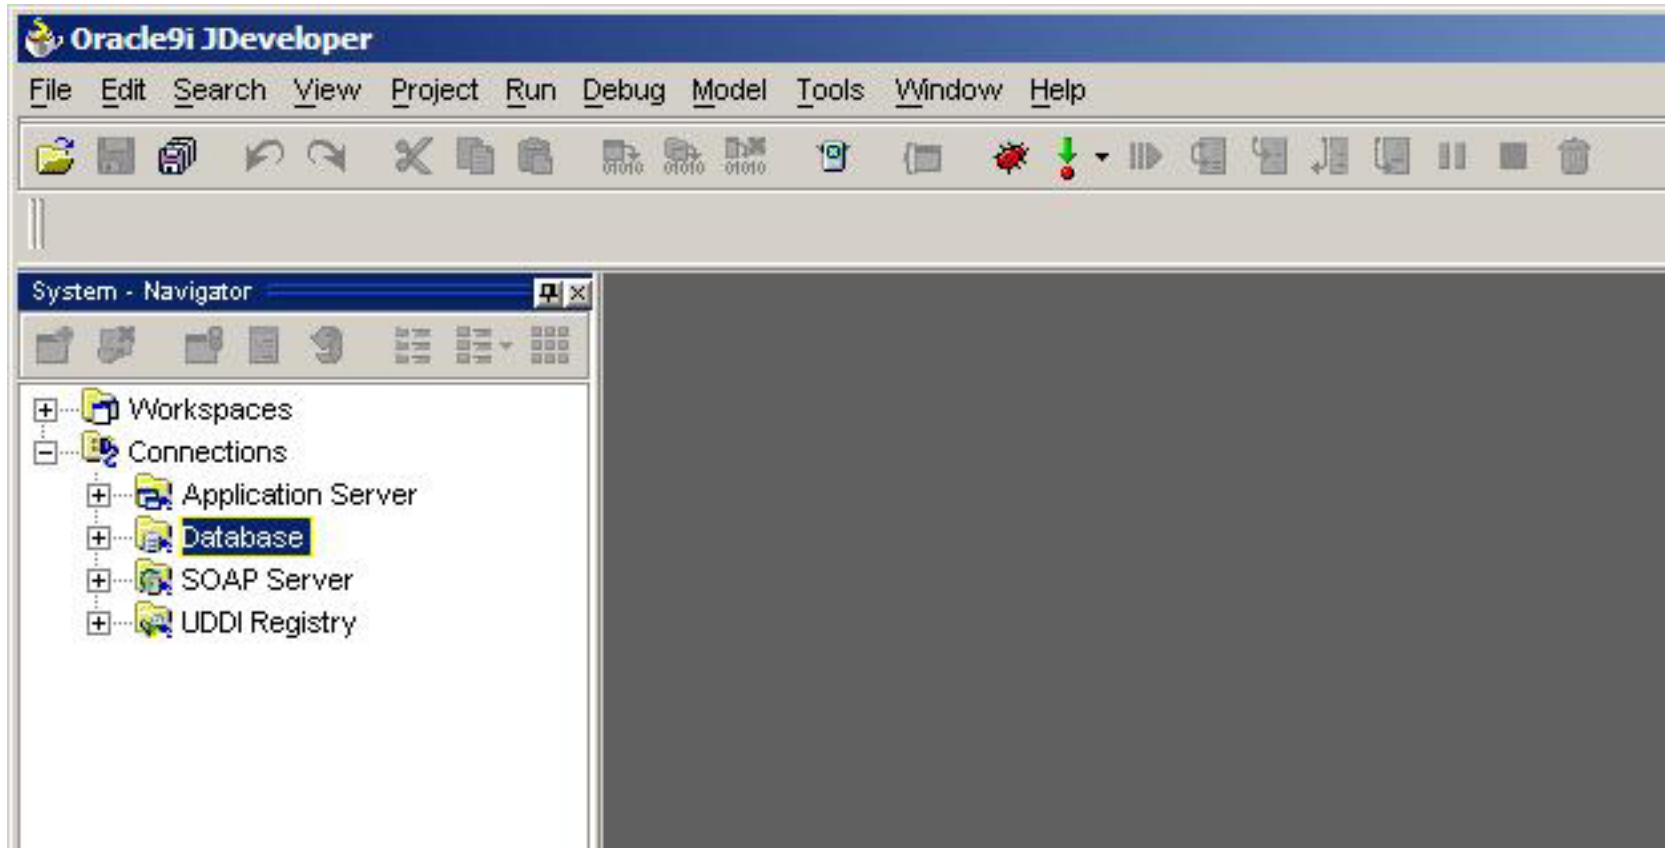 Oracle9i JDeveloper
File Edit Search View Project Run Debug Model Tools Window Help
System - Navigator
Workspaces
Connections
Application Server
Database
SOAP Server
UDDI Registry